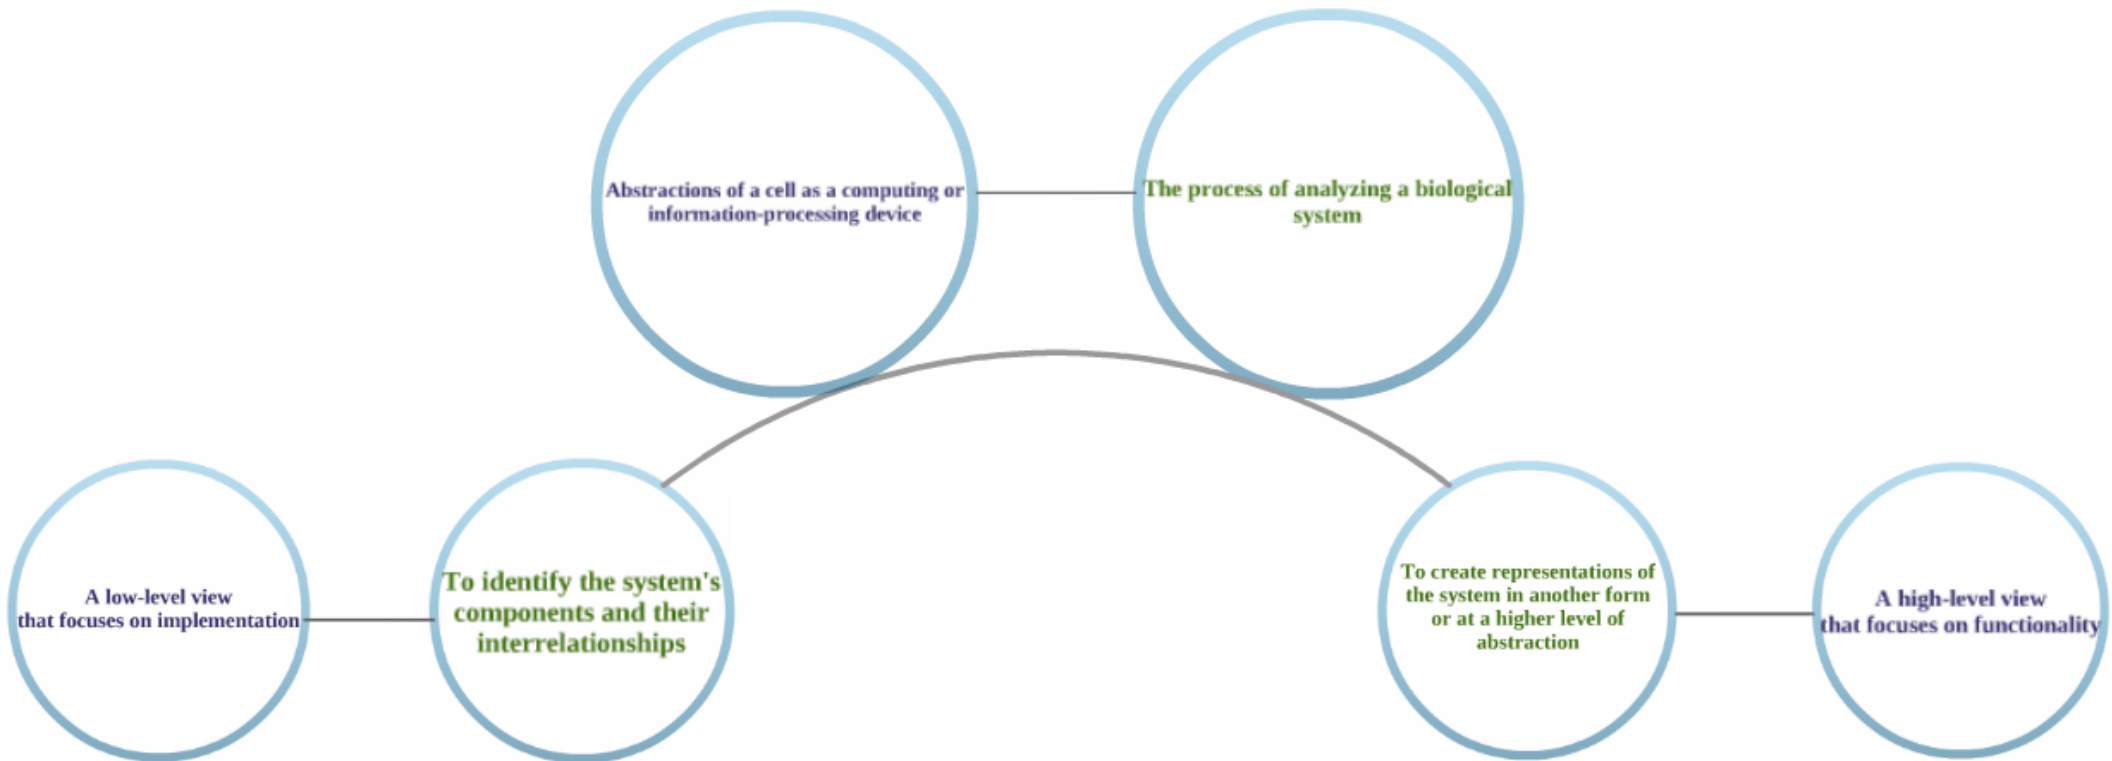 Abstractions of a cell as a computing or
information-processing device
The process of analyzing a biological
system
A low-level view
that focuses on implementation
To identify the system's
components and their
interrelationships
To create representations of
the system in another form
or at a higher level of
abstraction
A high-level view
that focuses on functionality